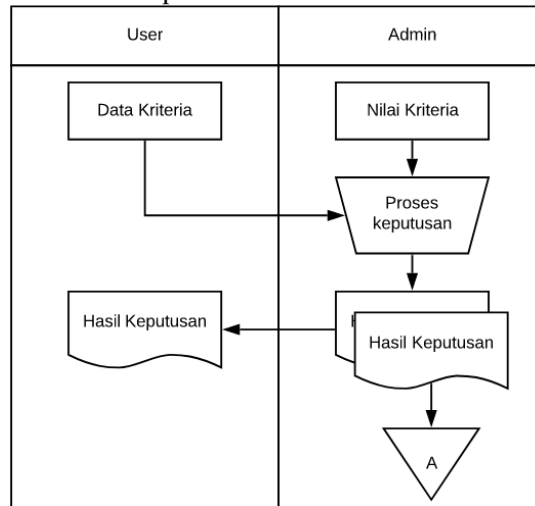 User
Admin
Data Kriteria
Nilai Kriteria
Proses
keputusan
Hasil Keputusan
Hasil Keputusan
A